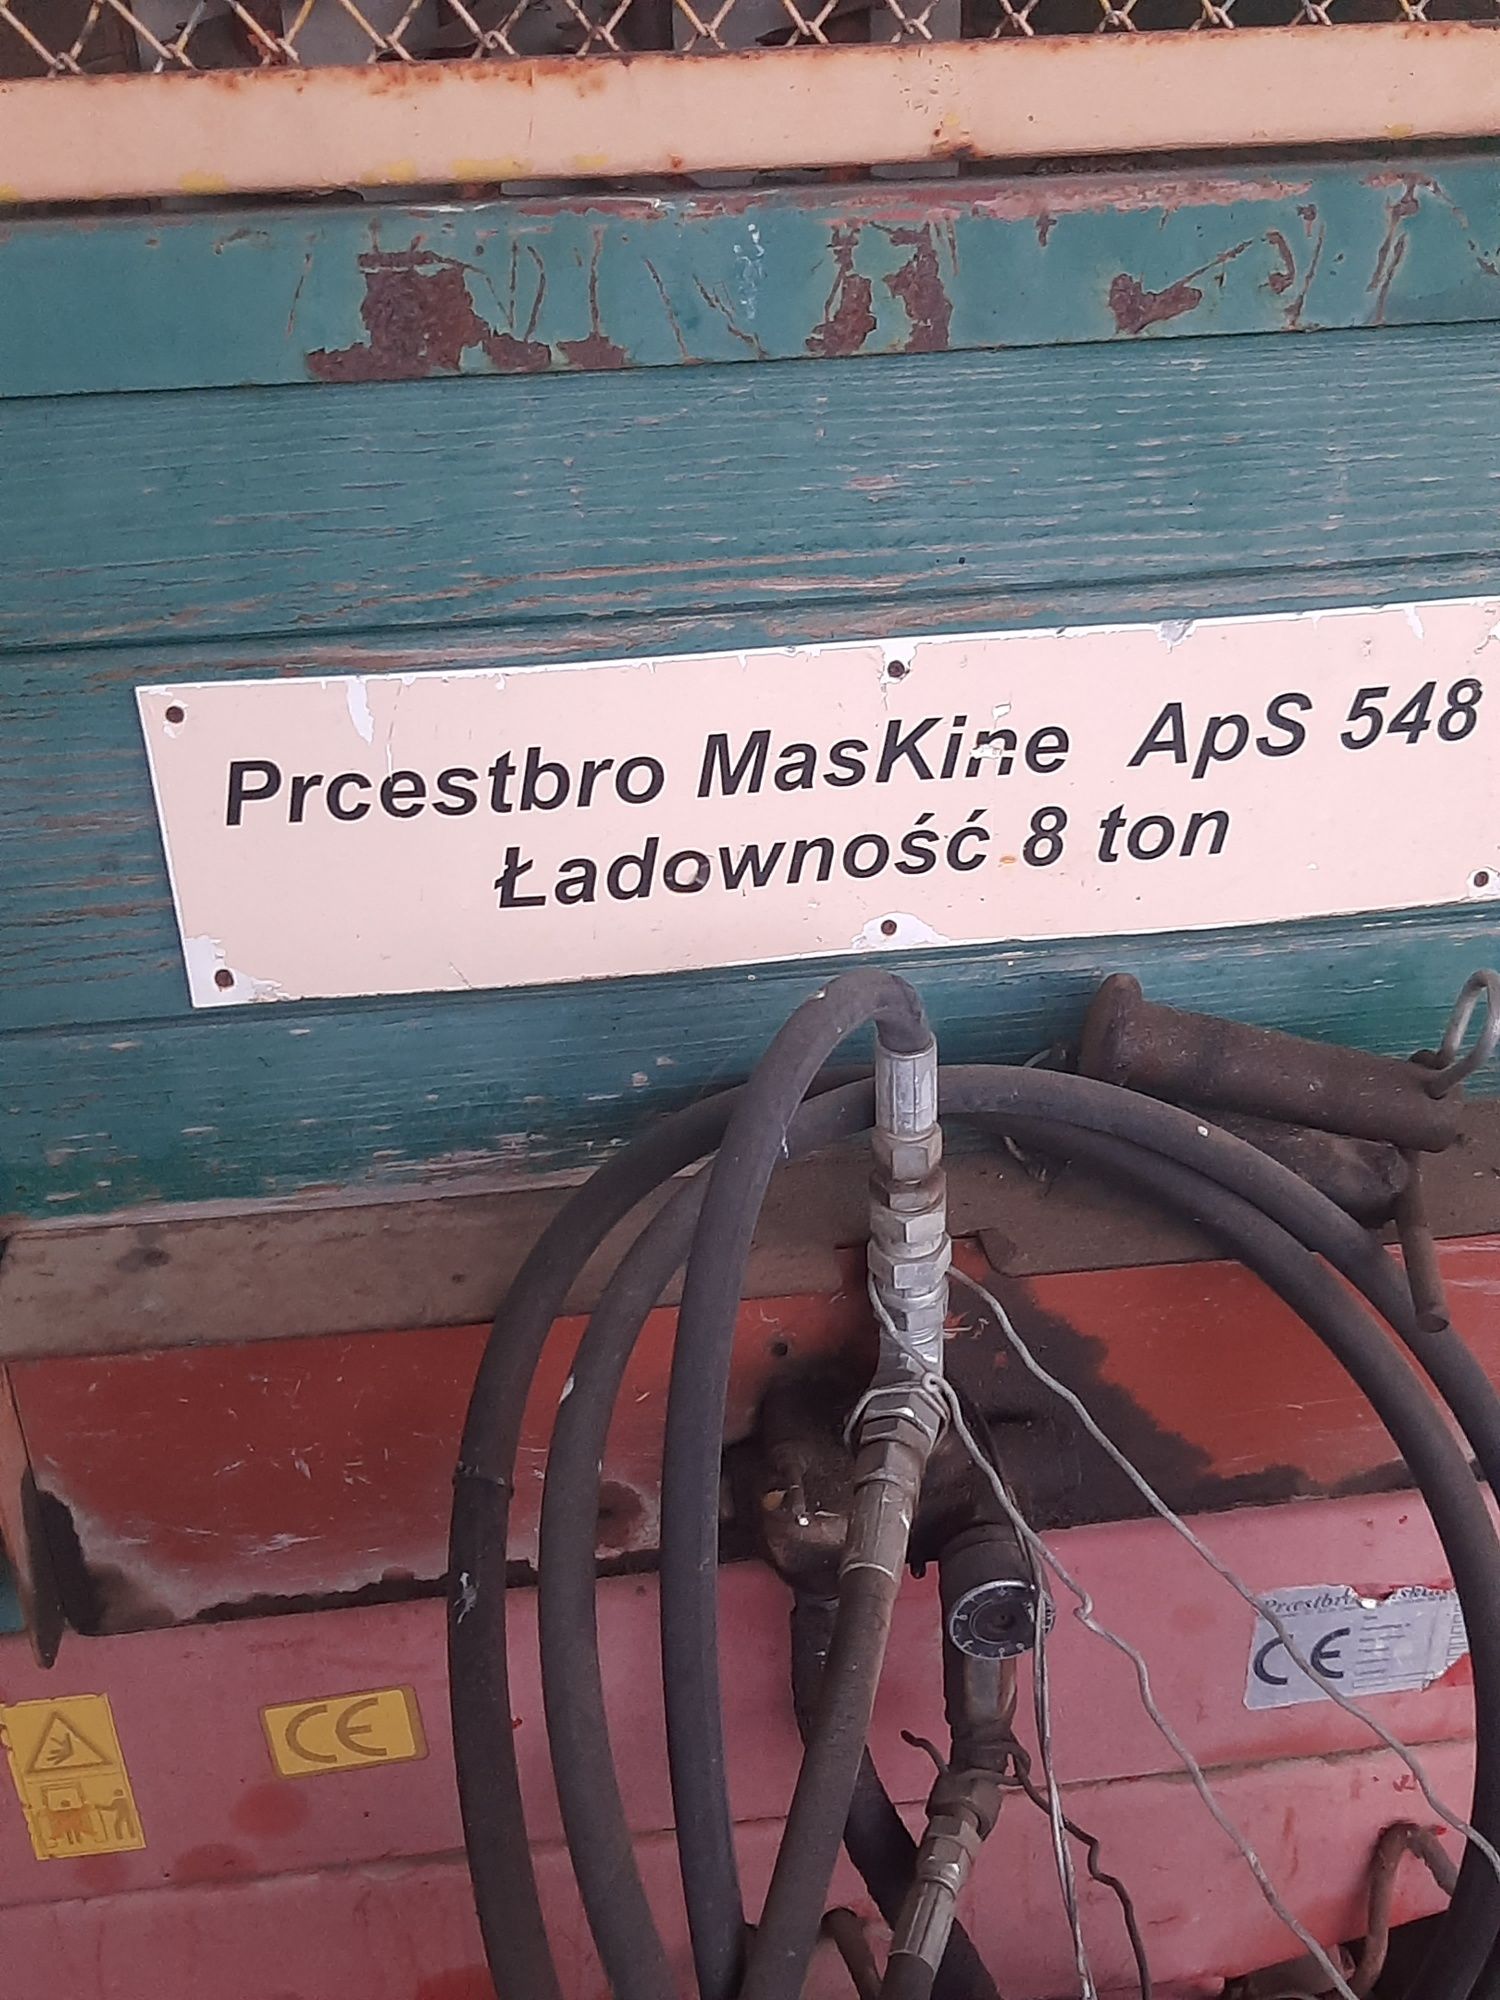 Prcestbro MasKine ApS 548
Ładowność 8 ton
CE
CE